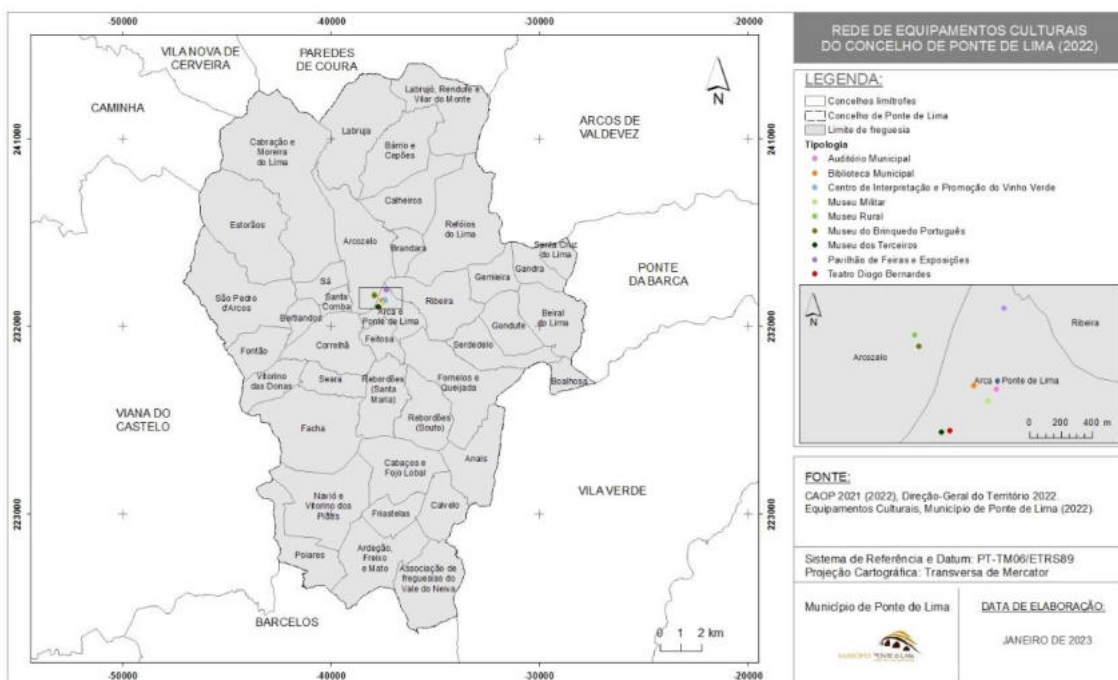 -50000
-40000
-30000
-20000
VILA NOVA DE
CERVEIRA
PAREDES
DE COURA
CAMINHA
ARCOS DE
VALDEVEZ
PONTE
DA BARCA
VIANA DO
CASTELO
VILA VERDE
BARCELOS
N
241000
241000
232000
232000
223000
223000
Labrujó, Rendufe e
Vilar do Monte
Labruja
Cabração e
Moreira
do Lima
Bárrio e
Cepões
Calheiros
Estorãos
Refóios
do Lima
Arcozelo
Brandara
Santa Cruz
do Lima
Gandra
Gemieira
Sá
Santa
Comba
São Pedro
d'Arcos
Bertiandos
Ribeira
Arca e
Ponte de Lima
Beiral
do Lima
Gondufe
Feitosa
Correlhã
Serdedelo
Fontão
Vitorino
das Donas
Seara
Rebordões
(Santa
Maria)
Fornelos e
Queijada
Boalhosa
Facha
Rebordões
(Souto)
Anais
Cabaços e
Fojo Lobal
Navió e
Vitorino dos
Piães
Friastelas
Calvelo
Poiares
Ardegão,
Freixo
e Mato
Associação de
freguesias do
Vale do Neiva
0 1 2 km
-50000
-40000
-30000
-20000
REDE DE EQUIPAMENTOS CULTURAIS
DO CONCELHO DE PONTE DE LIMA (2022)
LEGENDA:
Concelhos limítrofes
Concelho de Ponte de Lima
Limite de freguesia
Tipologia
Auditório Municipal
Biblioteca Municipal
Centro de Interpretação e Promoção do Vinho Verde
Museu Militar
Museu Rural
Museu do Brinquedo Português
Museu dos Terceiros
Pavilhão de Feiras e Exposições
Teatro Diogo Bernardes
N
Ribeira
Arcozelo
Arca e Ponte de Lima
0 200 400 m
FONTE:
CAOP 2021 (2022), Direção-Geral do Território 2022.
Equipamentos Culturais, Município de Ponte de Lima (2022).
Sistema de Referência e Datum: PT-TM06/ETRS89
Projeção Cartográfica: Transversa de Mercator
Município de Ponte de Lima
MUNICÍPIO PONTE DE LIMA
DATA DE ELABORAÇÃO:
JANEIRO DE 2023